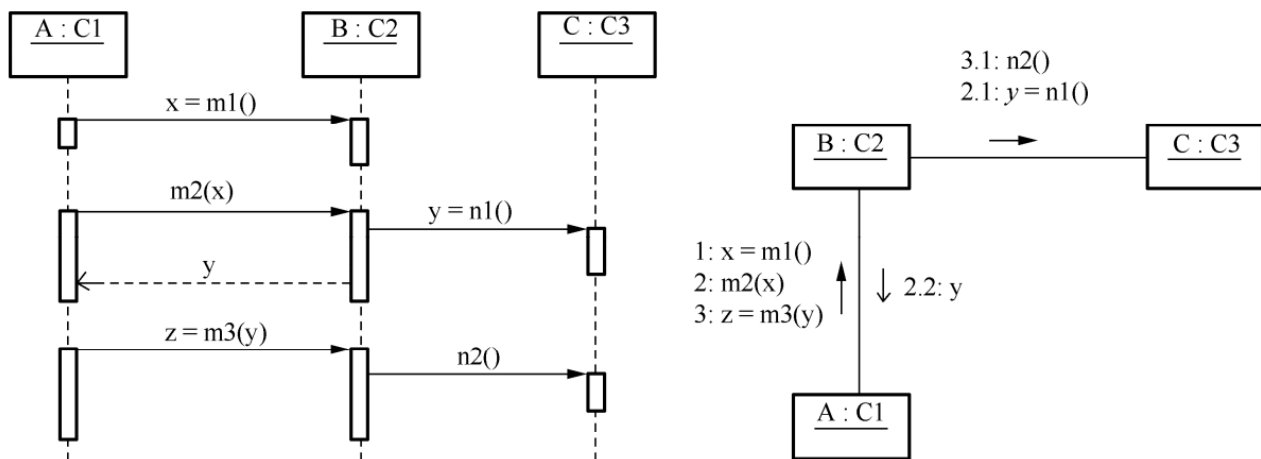 A : C1
B : C2
C : C3
x = m1()
m2(x)
y = n1()
y
z = m3(y)
n2()
3.1: n2()
2.1: y = n1()
B : C2
C : C3
1: x = m1()
2: m2(x)
3: z = m3(y)
2.2: y
A : C1